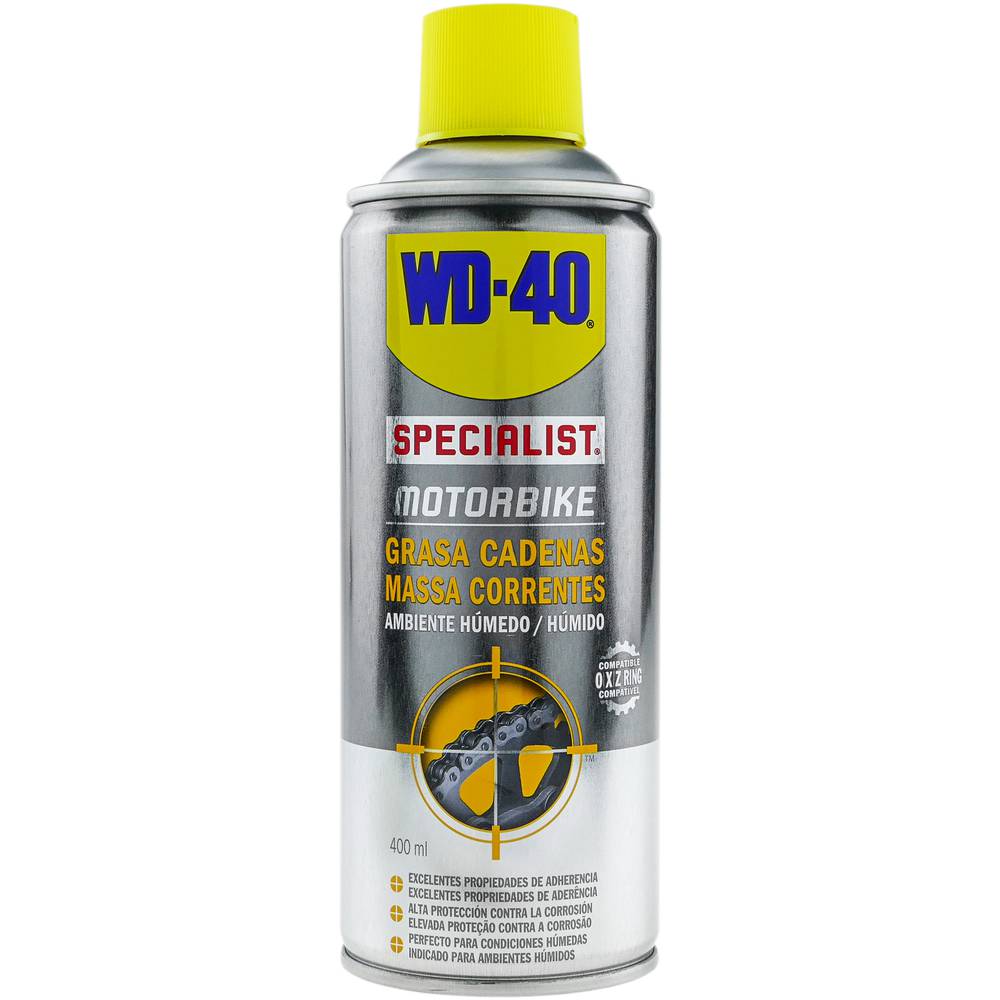 WD-40®
SPECIALIST®
MOTORBIKE
GRASA CADENAS
MASSA CORRENTES
AMBIENTE HÚMEDO / HÚMIDO
COMPATIBLE
O X Z RING
COMPATÍVEL
TM
400 ml
EXCELENTES PROPIEDADES DE ADHERENCIA
EXCELENTES PROPRIEDADES DE ADERÊNCIA
ALTA PROTECCIÓN CONTRA LA CORROSIÓN
ELEVADA PROTEÇÃO CONTRA A CORROSÃO
PERFECTO PARA CONDICIONES HÚMEDAS
INDICADO PARA AMBIENTES HÚMIDOS